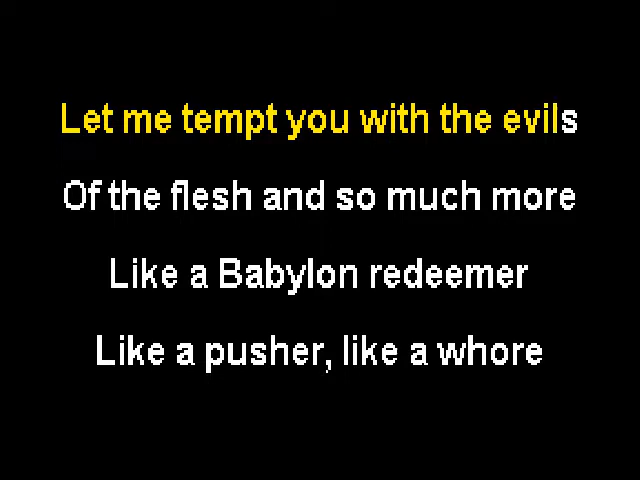 Let me tempt you with the evils
Of the flesh and so much more
Like a Babylon redeemer
Like a pusher, like a whore